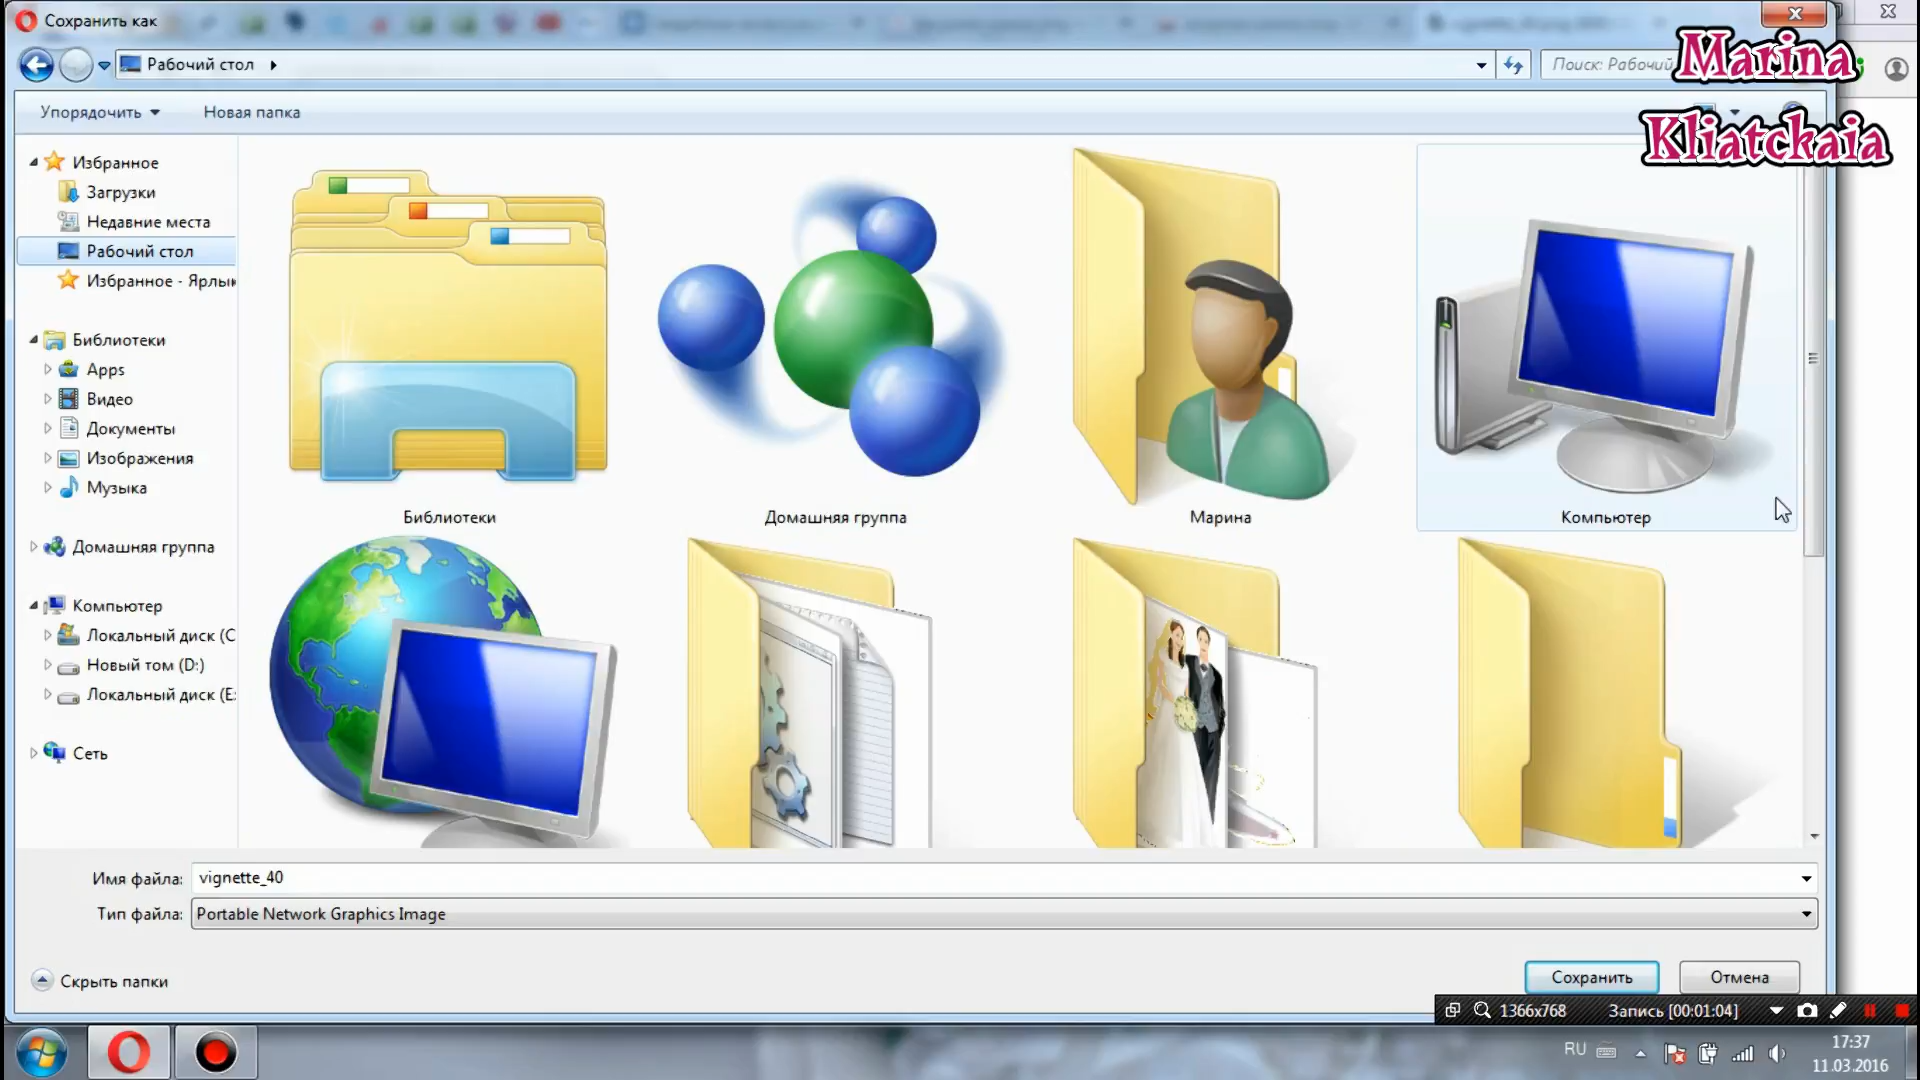 Сохранить как
Рабочий стол
Поиск: Рабочий
Marina
Kliatckaia
Упорядочить
Новая папка
Избранное
Загрузки
Недавние места
Рабочий стол
Избранное - Ярлык
Библиотеки
Apps
Видео
Документы
Изображения
Музыка
Домашняя группа
Компьютер
Локальный диск (C
Новый том (D:)
Локальный диск (E:
Сеть
Библиотеки
Домашняя группа
Марина
Компьютер
Имя файла: vignette_40
Тип файла: Portable Network Graphics Image
Скрыть папки
Сохранить
Отмена
1366x768
Запись [00:01:04]
RU
17:37
11.03.2016